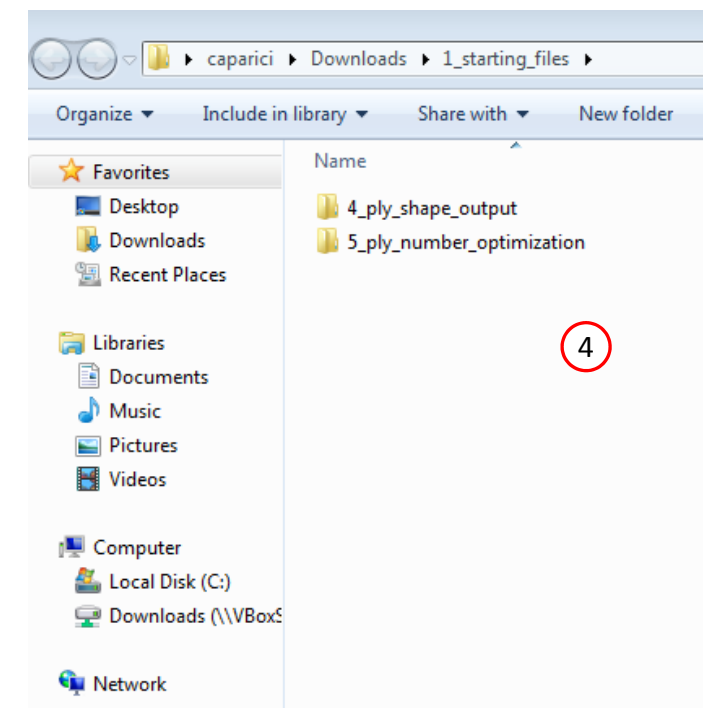 caparici Downloads 1_starting_files
Organize Include in library Share with New folder
Favorites
Desktop
Downloads
Recent Places
Libraries
Documents
Music
Pictures
Videos
Computer
Local Disk (C:)
Downloads (\\VBoxS
Network
Name
4_ply_shape_output
5_ply_number_optimization
4